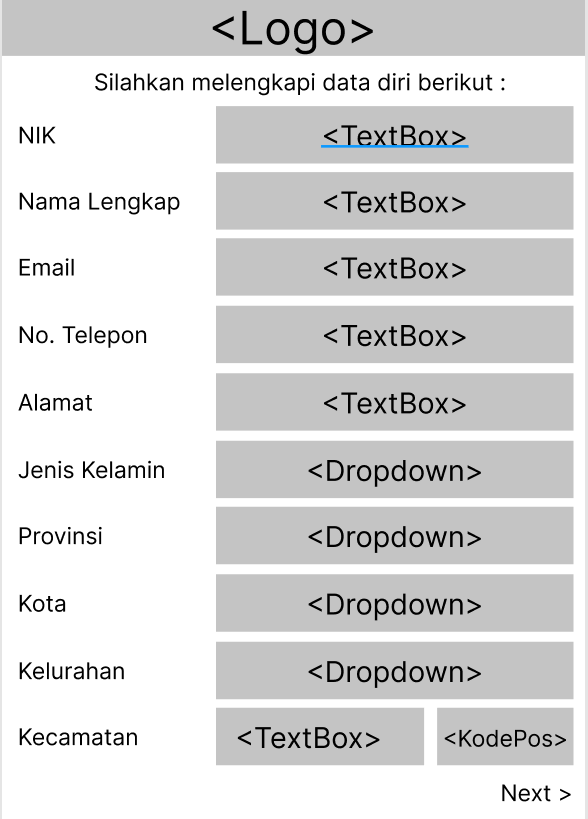 <Logo>
Silahkan melengkapi data diri berikut :
NIK <TextBox>
Nama Lengkap <TextBox>
Email <TextBox>
No. Telepon <TextBox>
Alamat <TextBox>
Jenis Kelamin <Dropdown>
Provinsi <Dropdown>
Kota <Dropdown>
Kelurahan <Dropdown>
Kecamatan <TextBox> <KodePos>
Next >